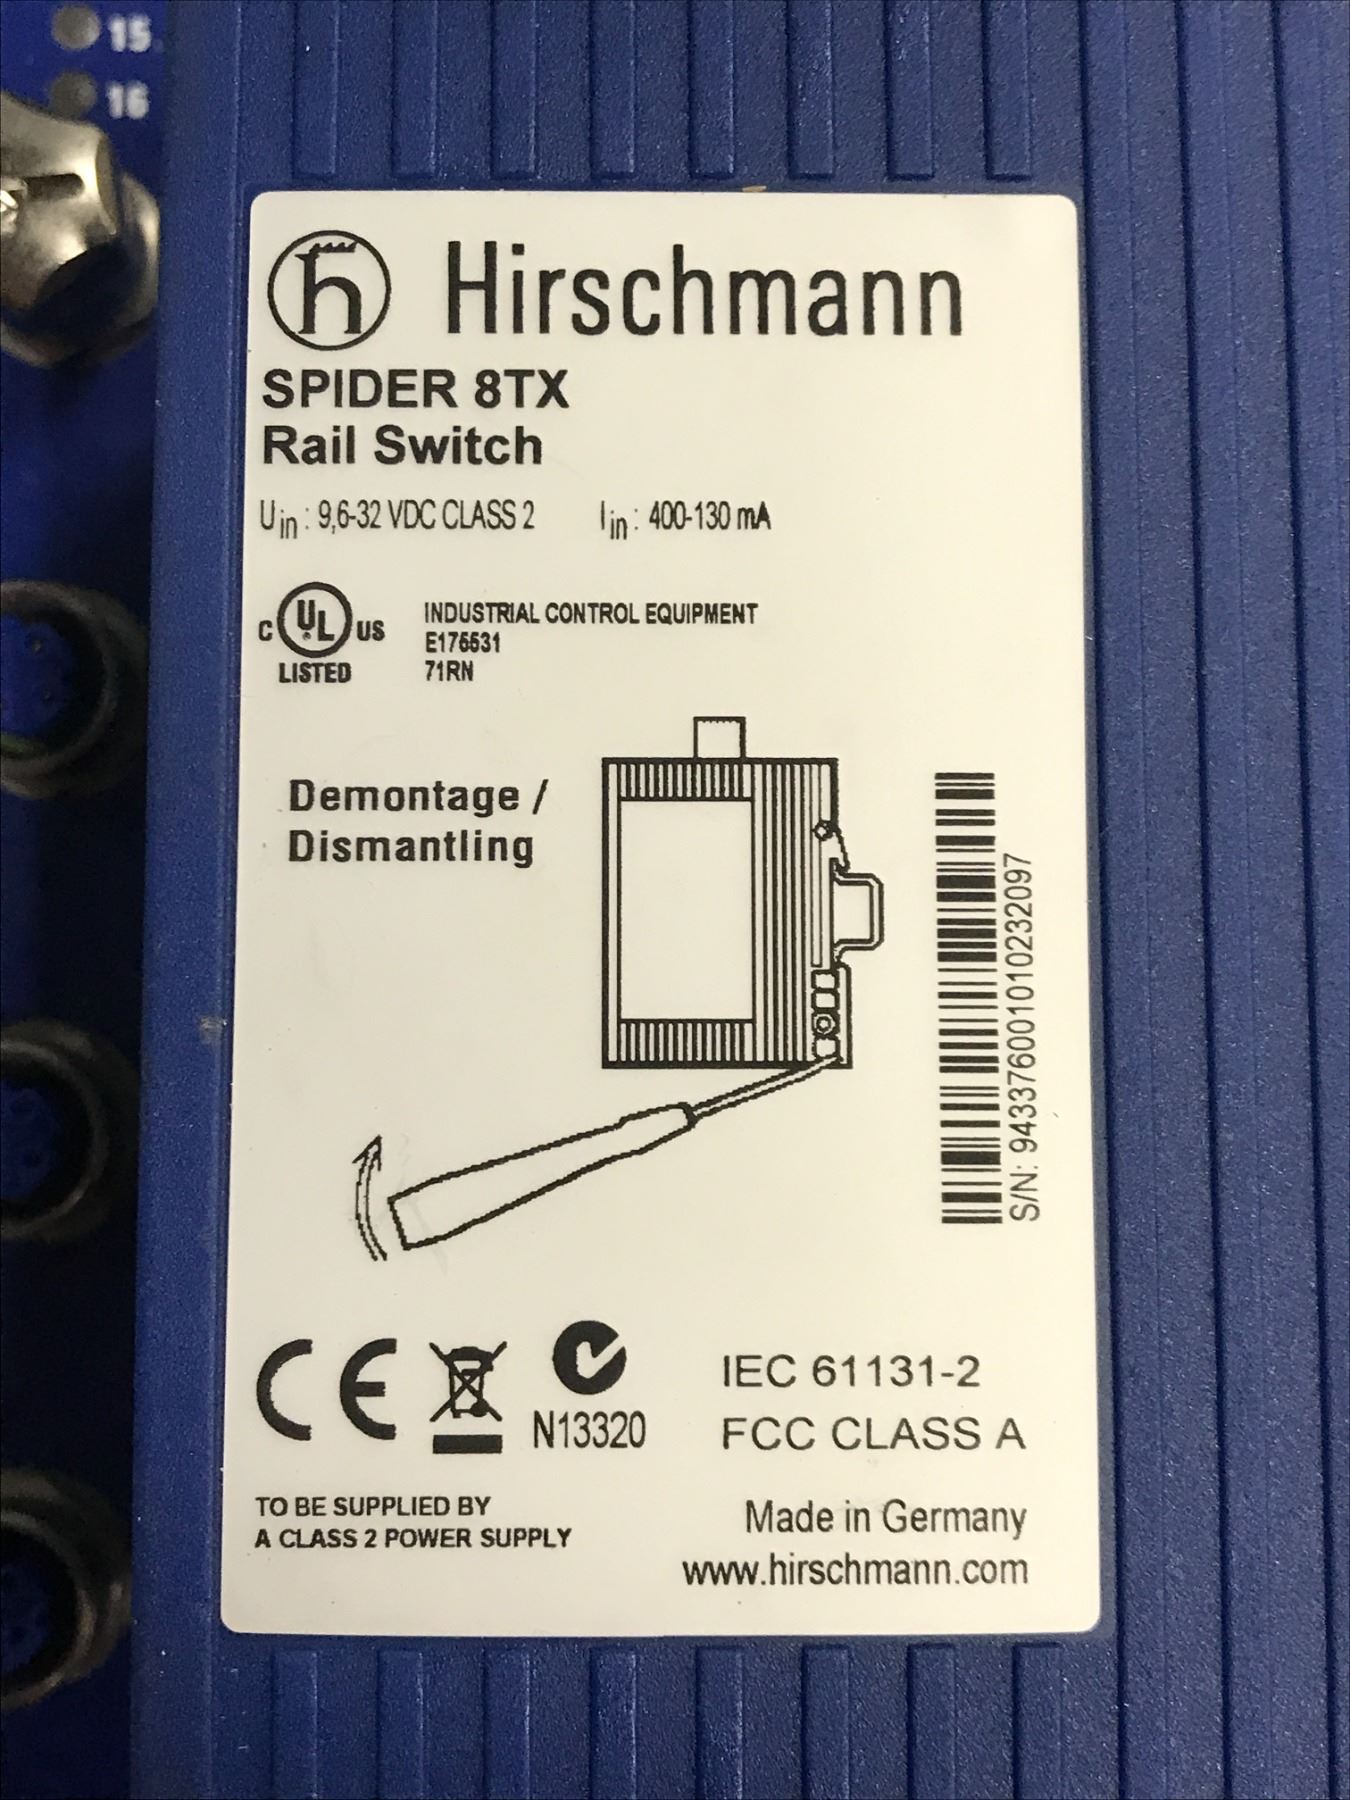 15
16
Hirschmann
SPIDER 8TX
Rail Switch
Uin : 9,6-32 VDC CLASS 2 Iin : 400-130 mA
C UL US
LISTED
INDUSTRIAL CONTROL EQUIPMENT
E175531
71RN
Demontage /
Dismantling
S/N: 943376001010232097
CE
N13320
IEC 61131-2
FCC CLASS A
TO BE SUPPLIED BY
A CLASS 2 POWER SUPPLY
Made in Germany
www.hirschmann.com